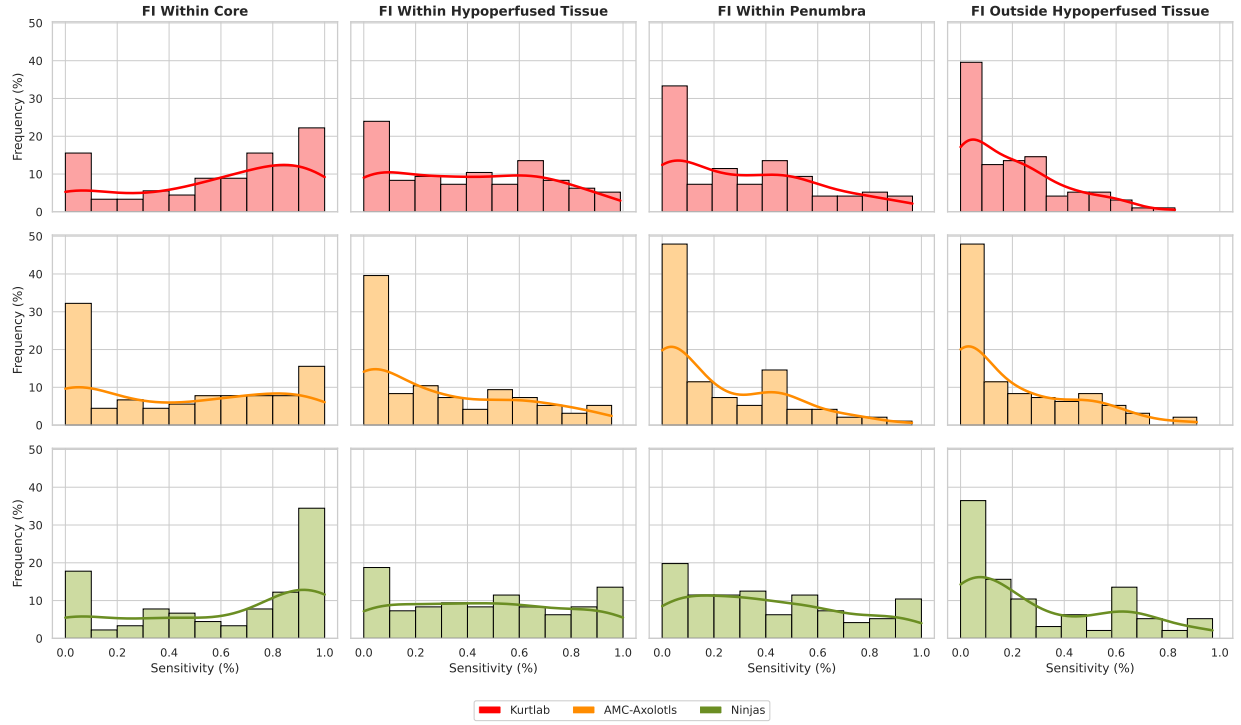 FI Within Core
FI Within Hypoperfused Tissue
FI Within Penumbra
FI Outside Hypoperfused Tissue
Frequency (%)
50
40
30
20
10
0
Frequency (%)
50
40
30
20
10
0
Frequency (%)
50
40
30
20
10
0
0.0 0.2 0.4 0.6 0.8 1.0
0.0 0.2 0.4 0.6 0.8 1.0
0.0 0.2 0.4 0.6 0.8 1.0
0.0 0.2 0.4 0.6 0.8 1.0
Sensitivity (%)
Sensitivity (%)
Sensitivity (%)
Sensitivity (%)
Kurtlab AMC-Axolotls Ninjas